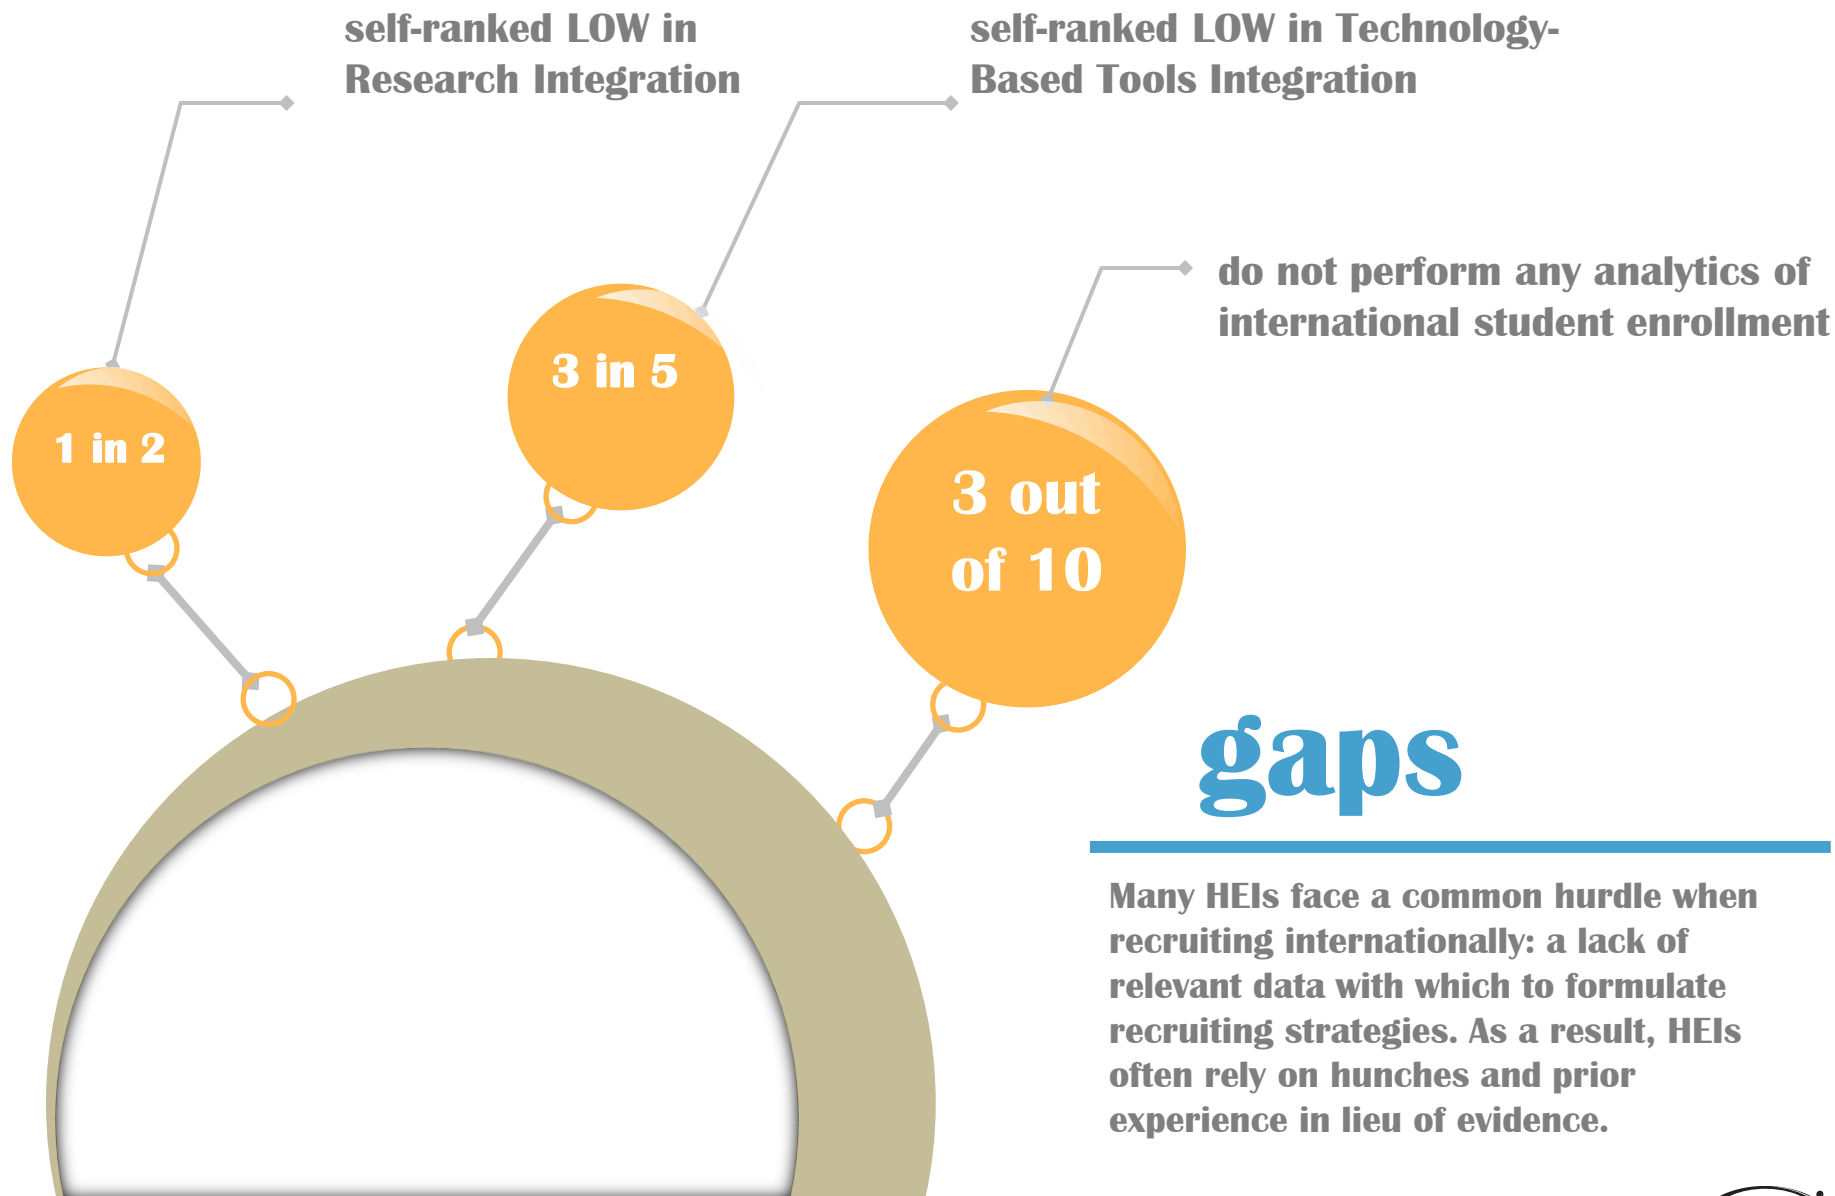 self-ranked LOW in
Research Integration
self-ranked LOW in Technology-
Based Tools Integration
do not perform any analytics of
international student enrollment
1 in 2
3 in 5
3 out
of 10
gaps
Many HEIs face a common hurdle when
recruiting internationally: a lack of
relevant data with which to formulate
recruiting strategies. As a result, HEIs
often rely on hunches and prior
experience in lieu of evidence.